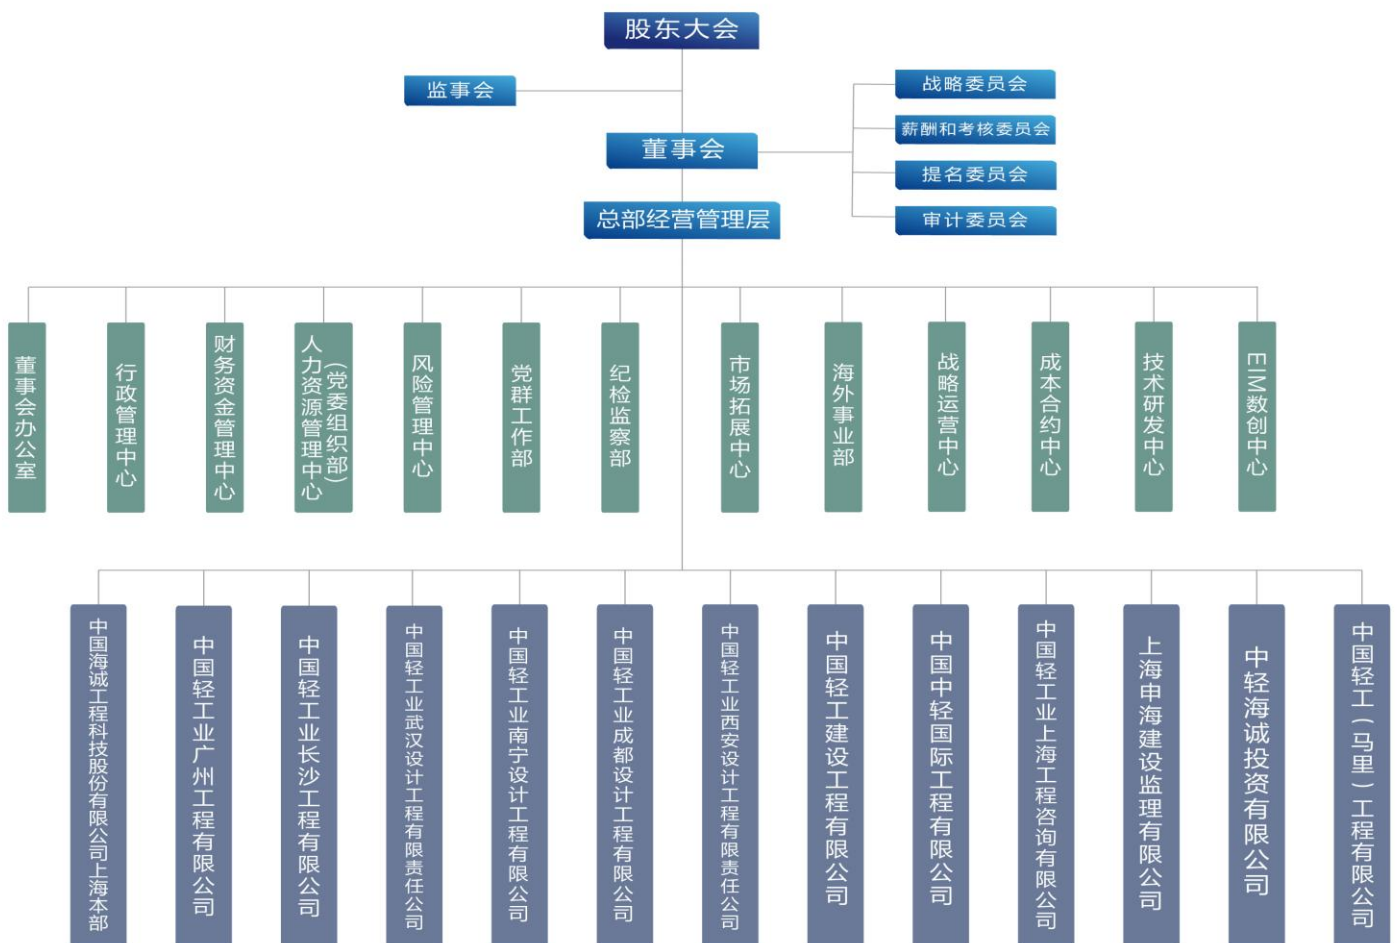 股东大会
监事会
战略委员会
薪酬和考核委员会
董事会
提名委员会
总部经营管理层
审计委员会
董事会办公室
行政管理中心
财务资金管理中心
人力资源管理中心
（党委组织部）
风险管理中心
党群工作部
纪检监察部
市场拓展中心
海外事业部
战略运营中心
成本合约中心
技术研发中心
EIM数创中心
中国海诚工程科技股份有限公司上海本部
中国轻工业广州工程有限公司
中国轻工业长沙工程有限公司
中国轻工业武汉设计工程有限责任公司
中国轻工业南宁设计工程有限公司
中国轻工业成都设计工程有限公司
中国轻工业西安设计工程有限责任公司
中国轻工建设工程有限公司
中国中轻国际工程有限公司
中国轻工业上海工程咨询有限公司
上海申海建设监理有限公司
中轻海诚投资有限公司
中国轻工（马里）工程有限公司